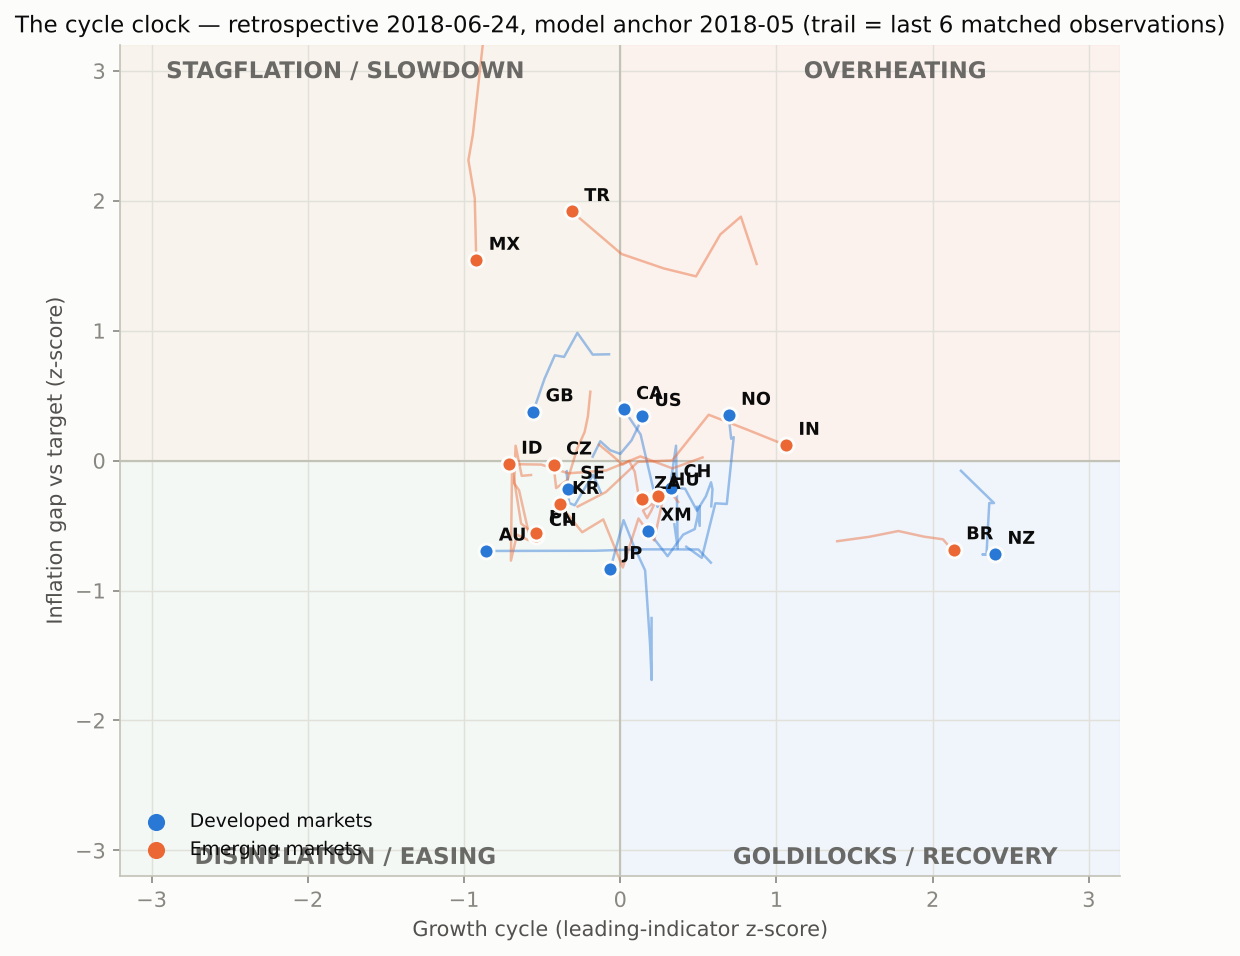 The cycle clock — retrospective 2018-06-24, model anchor 2018-05 (trail = last 6 matched observations)
STAGFLATION / SLOWDOWN
OVERHEATING
TR
MX
GB
CA
US
NO
IN
ID
CZ
SE
KR
CH
HU
ZA
CN
XM
AU
JP
BR
NZ
Developed markets
Emerging markets
DISINFLATION / EASING
GOLDILOCKS / RECOVERY
3
2
1
0
−1
−2
−3
−3
−2
−1
0
1
2
3
Growth cycle (leading-indicator z-score)
Inflation gap vs target (z-score)